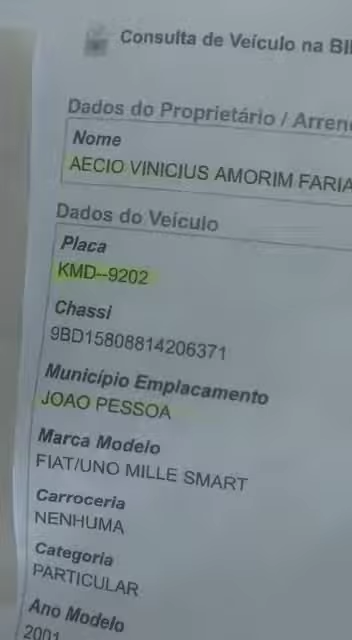 Consulta de Veículo na BI
Dados do Proprietário / Arren
Nome
AECIO VINICIUS AMORIM FARIA
Dados do Veículo
Placa
KMD--9202
Chassi
9BD15808814206371
Município Emplacamento
JOAO PESSOA
Marca Modelo
FIAT/UNO MILLE SMART
Carroceria
NENHUMA
Categoria
PARTICULAR
Ano Modelo
2001